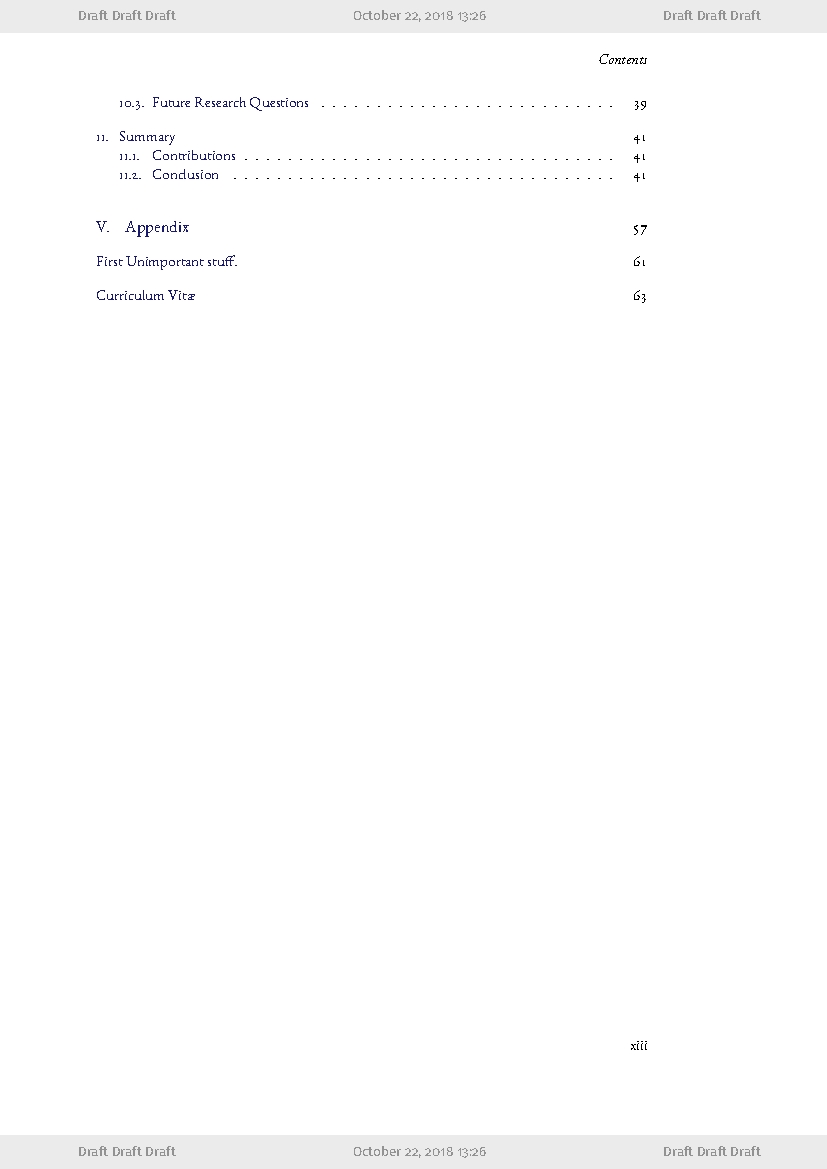 Draft Draft Draft October 22, 2018 13:26 Draft Draft Draft
Contents
10.3. Future Research Questions . . . . . . . . . . . . . . . . . . . . . . . . . . . 39
11. Summary 41
11.1. Contributions . . . . . . . . . . . . . . . . . . . . . . . . . . . . . . . . . . 41
11.2. Conclusion . . . . . . . . . . . . . . . . . . . . . . . . . . . . . . . . . . . 41
V. Appendix 57
First Unimportant stuff. 61
Curriculum Vitæ 63
xiii
Draft Draft Draft October 22, 2018 13:26 Draft Draft Draft